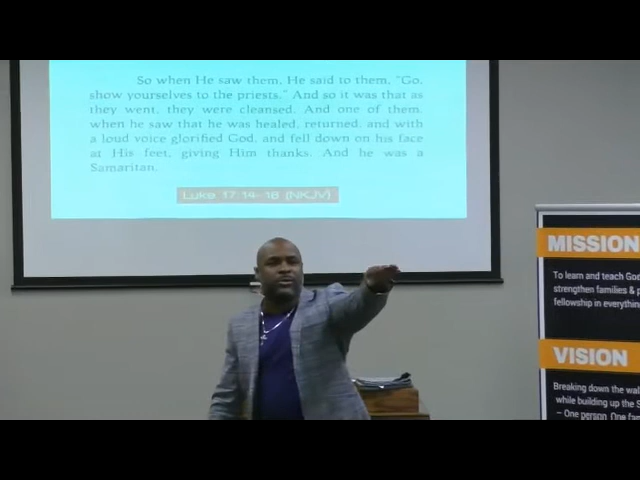 So when He saw them, He said to them, "Go,
show yourselves to the priests." And so it was that as
they went, they were cleansed. And one of them,
when he saw that he was healed, returned, and with
a loud voice glorified God, and fell down on his face
at His feet, giving Him thanks. And he was a
Samaritan.
Luke 17 14-16 (NKJV)
MISSION
To learn and teach God
strengthen families & p
fellowship in everythin
VISION
Breaking down the wal
while building up the S
– One person, One fam